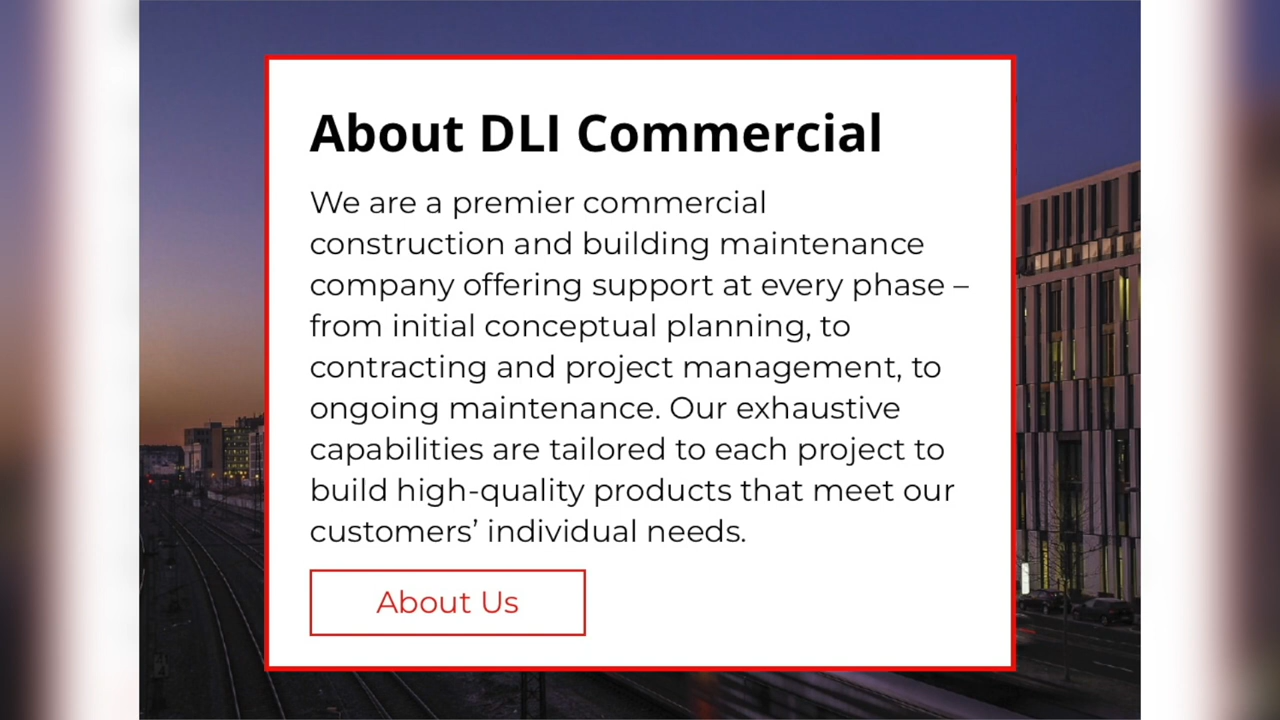 About DLI Commercial
We are a premier commercial
construction and building maintenance
company offering support at every phase –
from initial conceptual planning, to
contracting and project management, to
ongoing maintenance. Our exhaustive
capabilities are tailored to each project to
build high-quality products that meet our
customers’ individual needs.
About Us